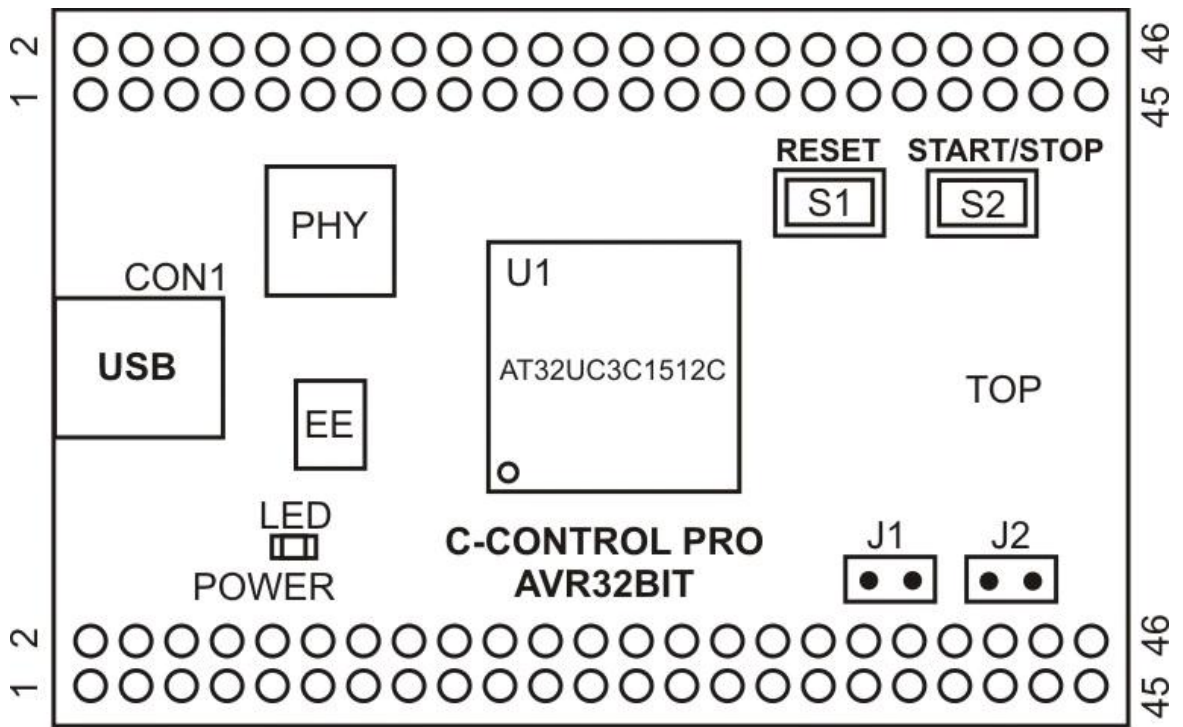 2
46
1
45
RESET
START/STOP
S1
S2
PHY
U1
CON1
USB
AT32UC3C1512C
TOP
EE
LED
POWER
C-CONTROL PRO
AVR32BIT
J1
J2
2
46
1
45